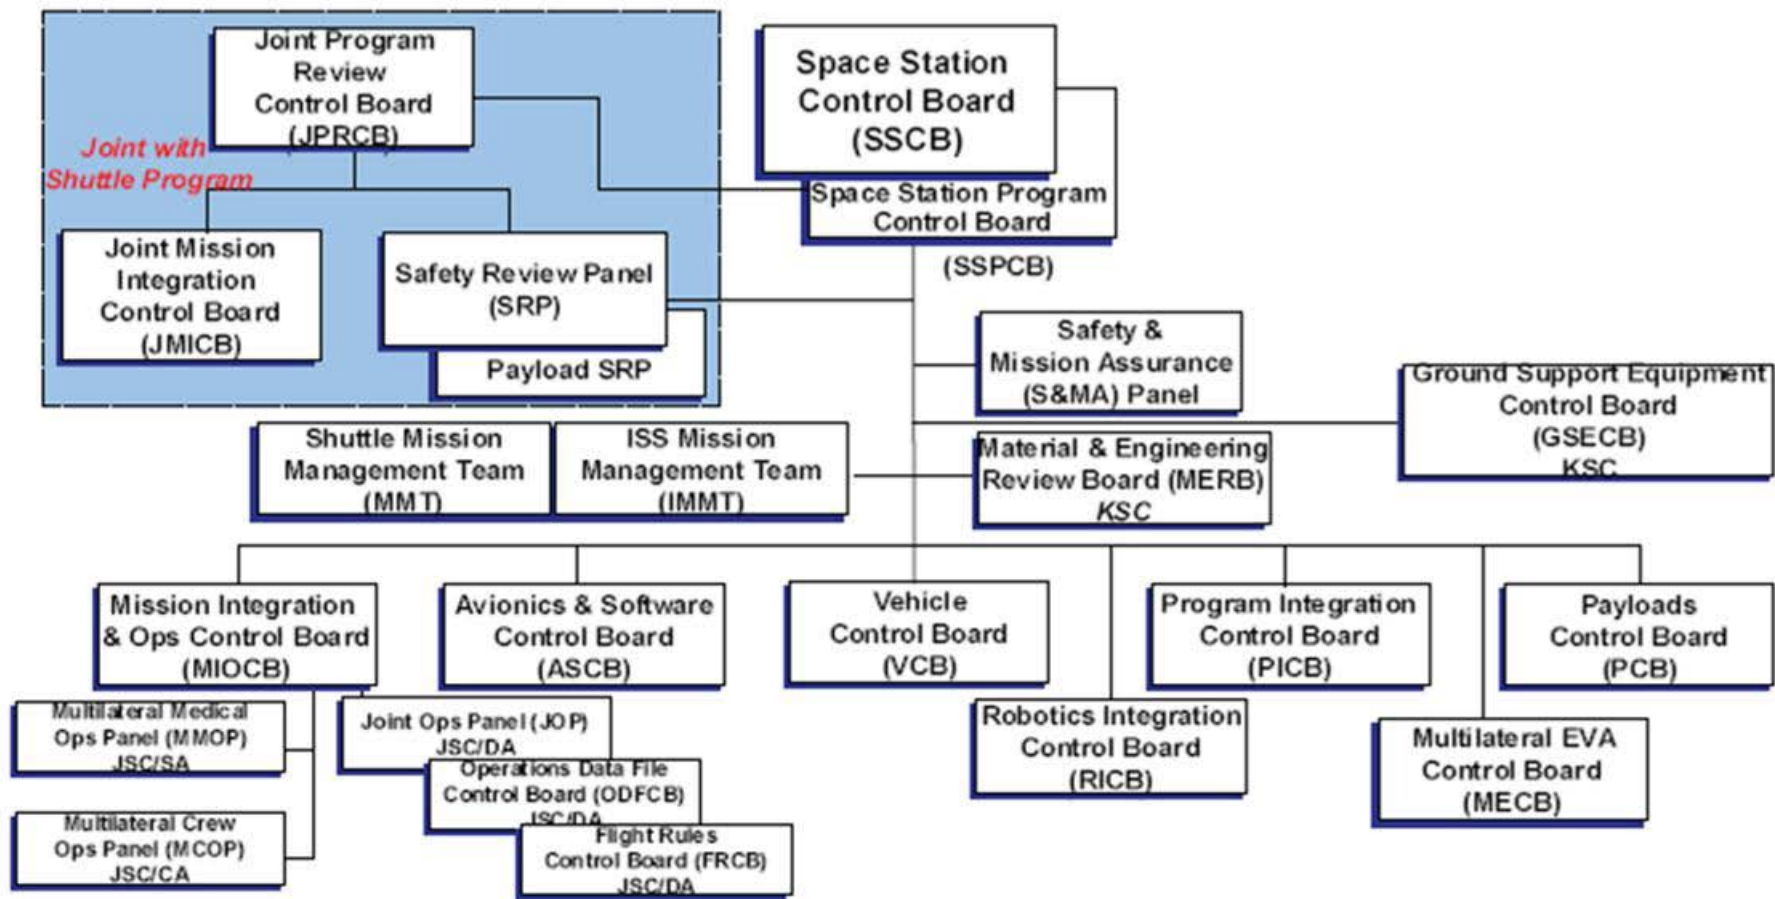 Joint Program
Review
Control Board
(JPRCB)
Joint with
Shuttle Program
Joint Mission
Integration
Control Board
(JMICB)
Safety Review Panel
(SRP)
Payload SRP
Space Station
Control Board
(SSCB)
Space Station Program
Control Board
(SSPCB)
Safety &
Mission Assurance
(S&MA) Panel
Ground Support Equipment
Control Board
(GSECB)
KSC
Shuttle Mission
Management Team
(MMT)
ISS Mission
Management Team
(IMMT)
Material & Engineering
Review Board (MERB)
KSC
Mission Integration
& Ops Control Board
(MIOCB)
Avionics & Software
Control Board
(ASCB)
Vehicle
Control Board
(VCB)
Program Integration
Control Board
(PICB)
Payloads
Control Board
(PCB)
Multilateral Medical
Ops Panel (MMOP)
JSC/SA
Joint Ops Panel (JOP)
JSC/DA
Robotics Integration
Control Board
(RICB)
Multilateral EVA
Control Board
(MECB)
Operations Data File
Control Board (ODFCB)
JSC/DA
Multilateral Crew
Ops Panel (MCOP)
JSC/CA
Flight Rules
Control Board (FRCB)
JSC/DA